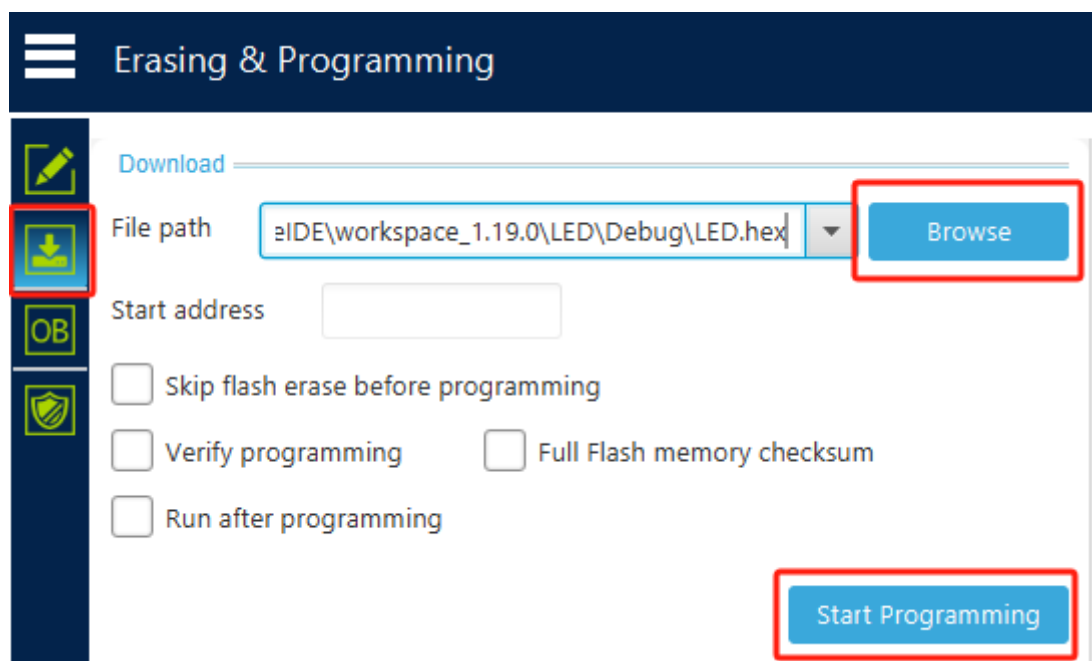 Erasing & Programming
Download
File path
eIDE\workspace_1.19.0\LED\Debug\LED.hex
Browse
Start address
OB
Skip flash erase before programming
Verify programming
Full Flash memory checksum
Run after programming
Start Programming